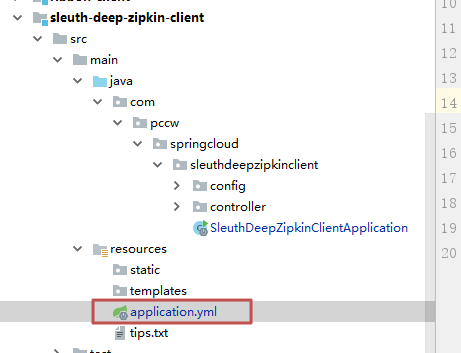 sleuth-deep-zipkin-client
src
main
java
com
pccw
springcloud
sleuthdeepzipkinclient
config
controller
SleuthDeepZipkinClientApplication
resources
static
templates
application.yml
tips.txt
10
11
12
13
14
15
16
17
18
19
20